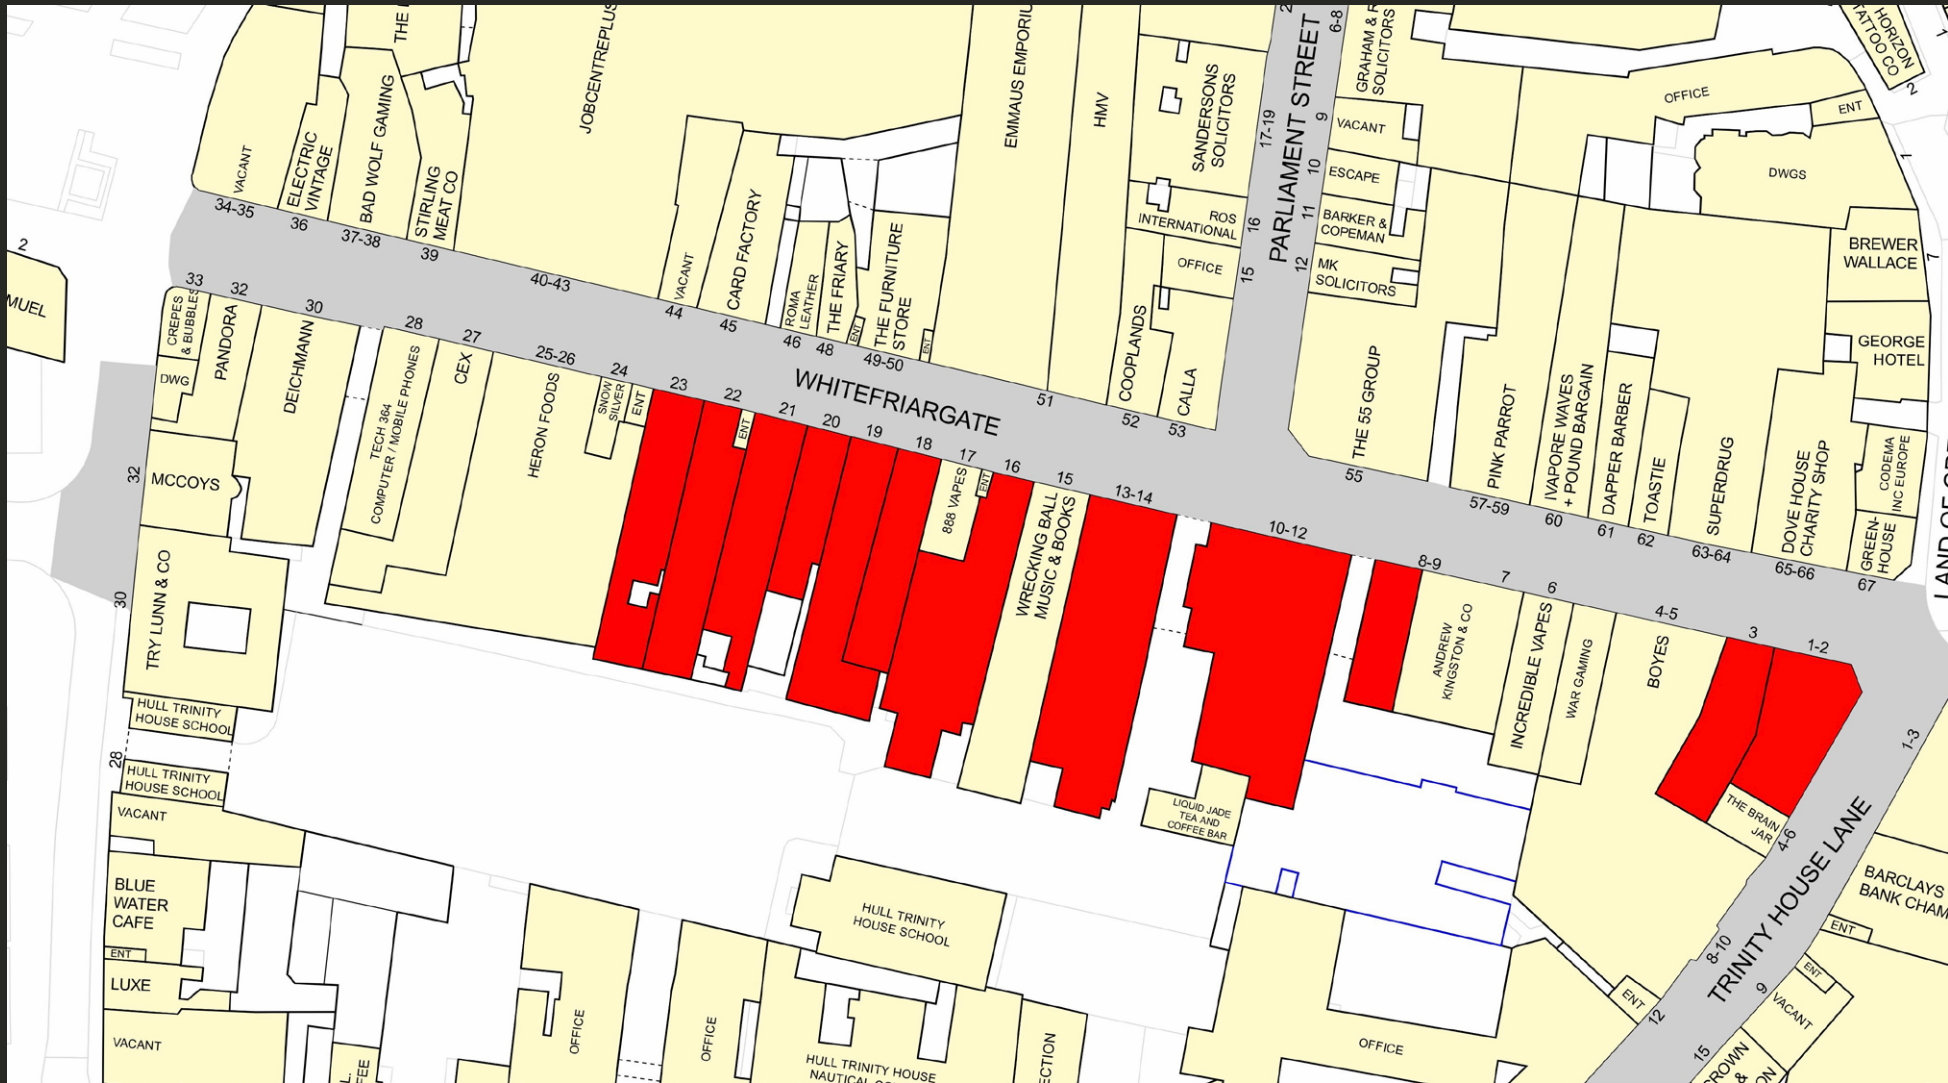 THE
JOBCENTREPLUS
EMMAUS EMPORIU
HMV
SANDERSONS
SOLICITORS
17-19
PARLIAMENT STREET
6-8
GRAHAM & R
SOLICITORS
9
VACANT
10
ESCAPE
11
BARKER &
COPEMAN
12
MK
SOLICITORS
ROS
INTERNATIONAL
16
OFFICE
15
COOPLANDS
CALLA
HORIZON
TATTOO CO
2
1
OFFICE
ENT
DWGS
1
BREWER
WALLACE
7
GEORGE
HOTEL
CODEMA
INC EUROPE
GREEN-
HOUSE
VACANT
34-35
ELECTRIC
VINTAGE
36
BAD WOLF GAMING
37-38
STIRLING
MEAT CO
39
40-43
VACANT
44
CARD FACTORY
45
ROMA
LEATHER
46
THE FRIARY
48
ENT
THE FURNITURE
STORE
49-50
ENT
51
52
53
THE 55 GROUP
55
PINK PARROT
57-59
IVAPORE WAVES
+ POUND BARGAIN
60
DAPPER BARBER
61
TOASTIE
62
SUPERDRUG
63-64
DOVE HOUSE
CHARITY SHOP
65-66
67
2
MUEL
33
CREPES
& BUBBLES
32
PANDORA
30
DEICHMANN
DWG
28
TECH 364
COMPUTER / MOBILE PHONES
27
CEX
25-26
HERON FOODS
24
SNOW
SILVER
ENT
23
22
ENT
21
20
19
18
17
888 VAPES
ENT
16
15
WRECKING BALL
MUSIC & BOOKS
13-14
10-12
8-9
WHITEFRIARGATE
ANDREW
KINGSTON & CO
7
INCREDIBLE VAPES
6
WAR GAMING
4-5
BOYES
3
1-2
THE BRAIN
JAR
4-6
1-3
TRINITY HOUSE LANE
8-10
9
12
15
ENT
BARCLAYS
BANK CHAM
ENT
ENT
VACANT
32
MCCOYS
30
TRY LUNN & CO
HULL TRINITY
HOUSE SCHOOL
28
HULL TRINITY
HOUSE SCHOOL
VACANT
BLUE
WATER
CAFE
ENT
LUXE
VACANT
LIQUID JADE
TEA AND
COFFEE BAR
HULL TRINITY
HOUSE SCHOOL
OFFICE
OFFICE
HULL TRINITY HOUSE
OFFICE